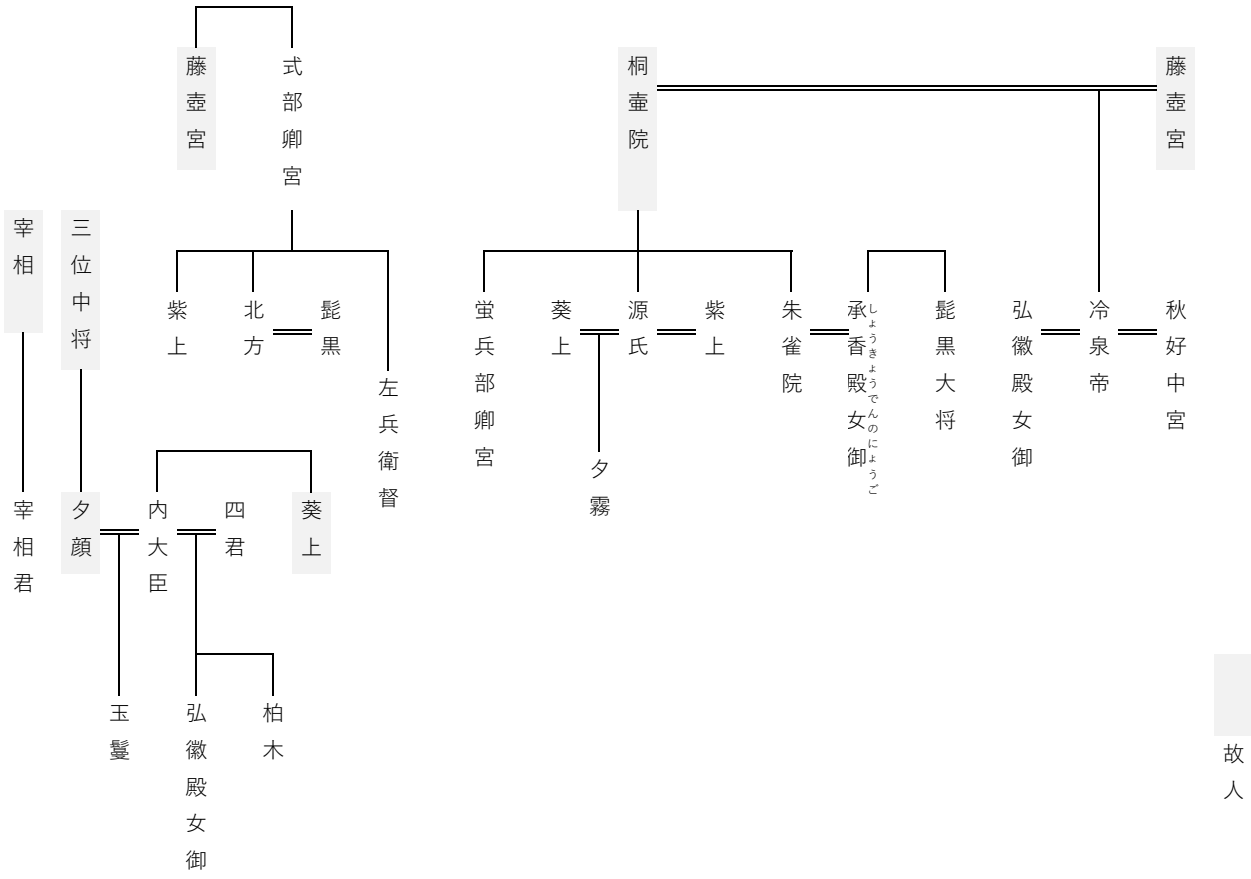 藤壺宮
桐壷院
式部卿宮
藤壺宮
三位中将
宰相
秋好中宮
冷泉帝
弘徽殿女御
髭黒大将
承香殿女御
しょうきょうでんのにょうご
朱雀院
紫上
源氏
葵上
蛍兵部卿宮
髭黒
北方
紫上
左兵衛督
夕霧
葵上
四君
内大臣
夕顔
宰相君
柏木
弘徽殿女御
玉鬘
故人